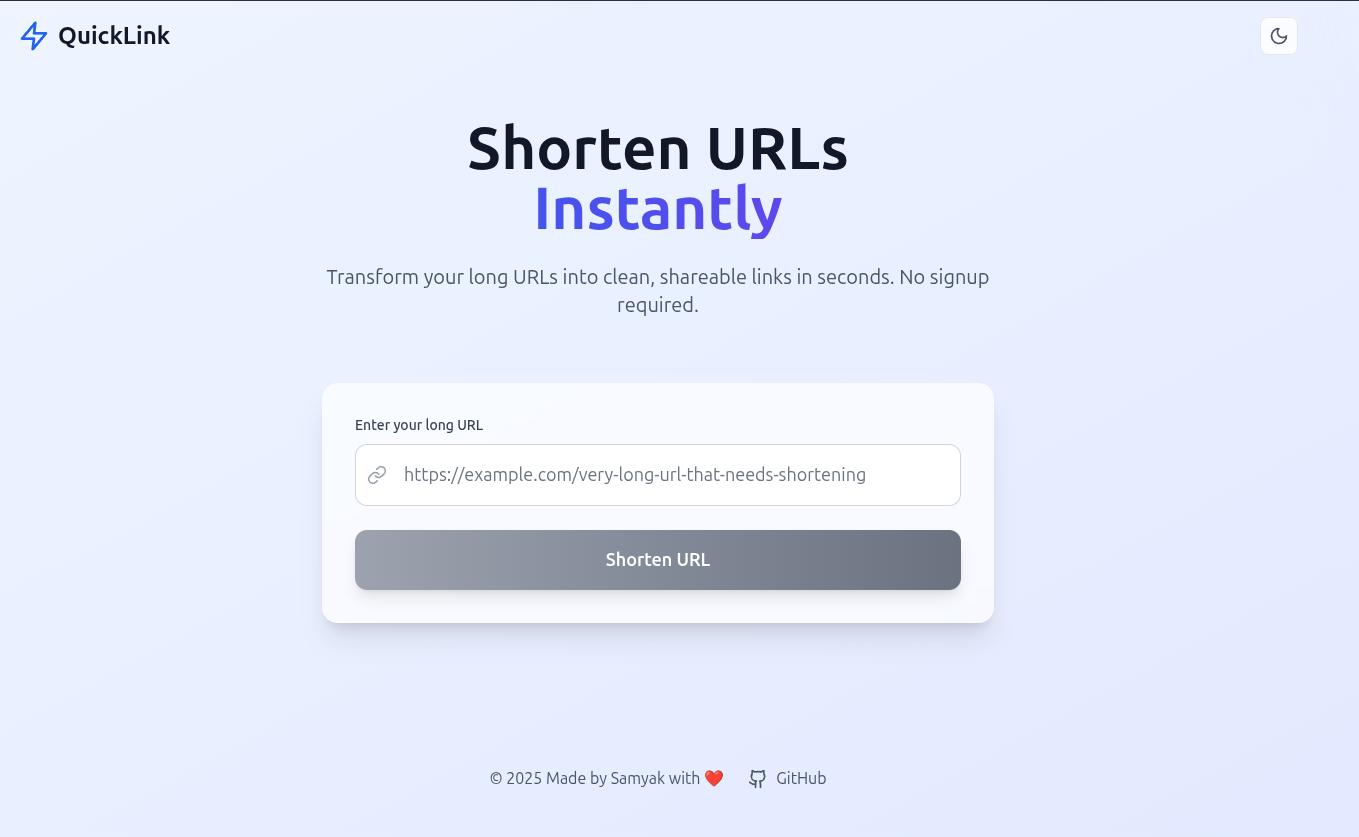 QuickLink
Shorten URLs
Instantly
Transform your long URLs into clean, shareable links in seconds. No signup
required.
Enter your long URL
https://example.com/very-long-url-that-needs-shortening
Shorten URL
© 2025 Made by Samyak with ❤️ GitHub